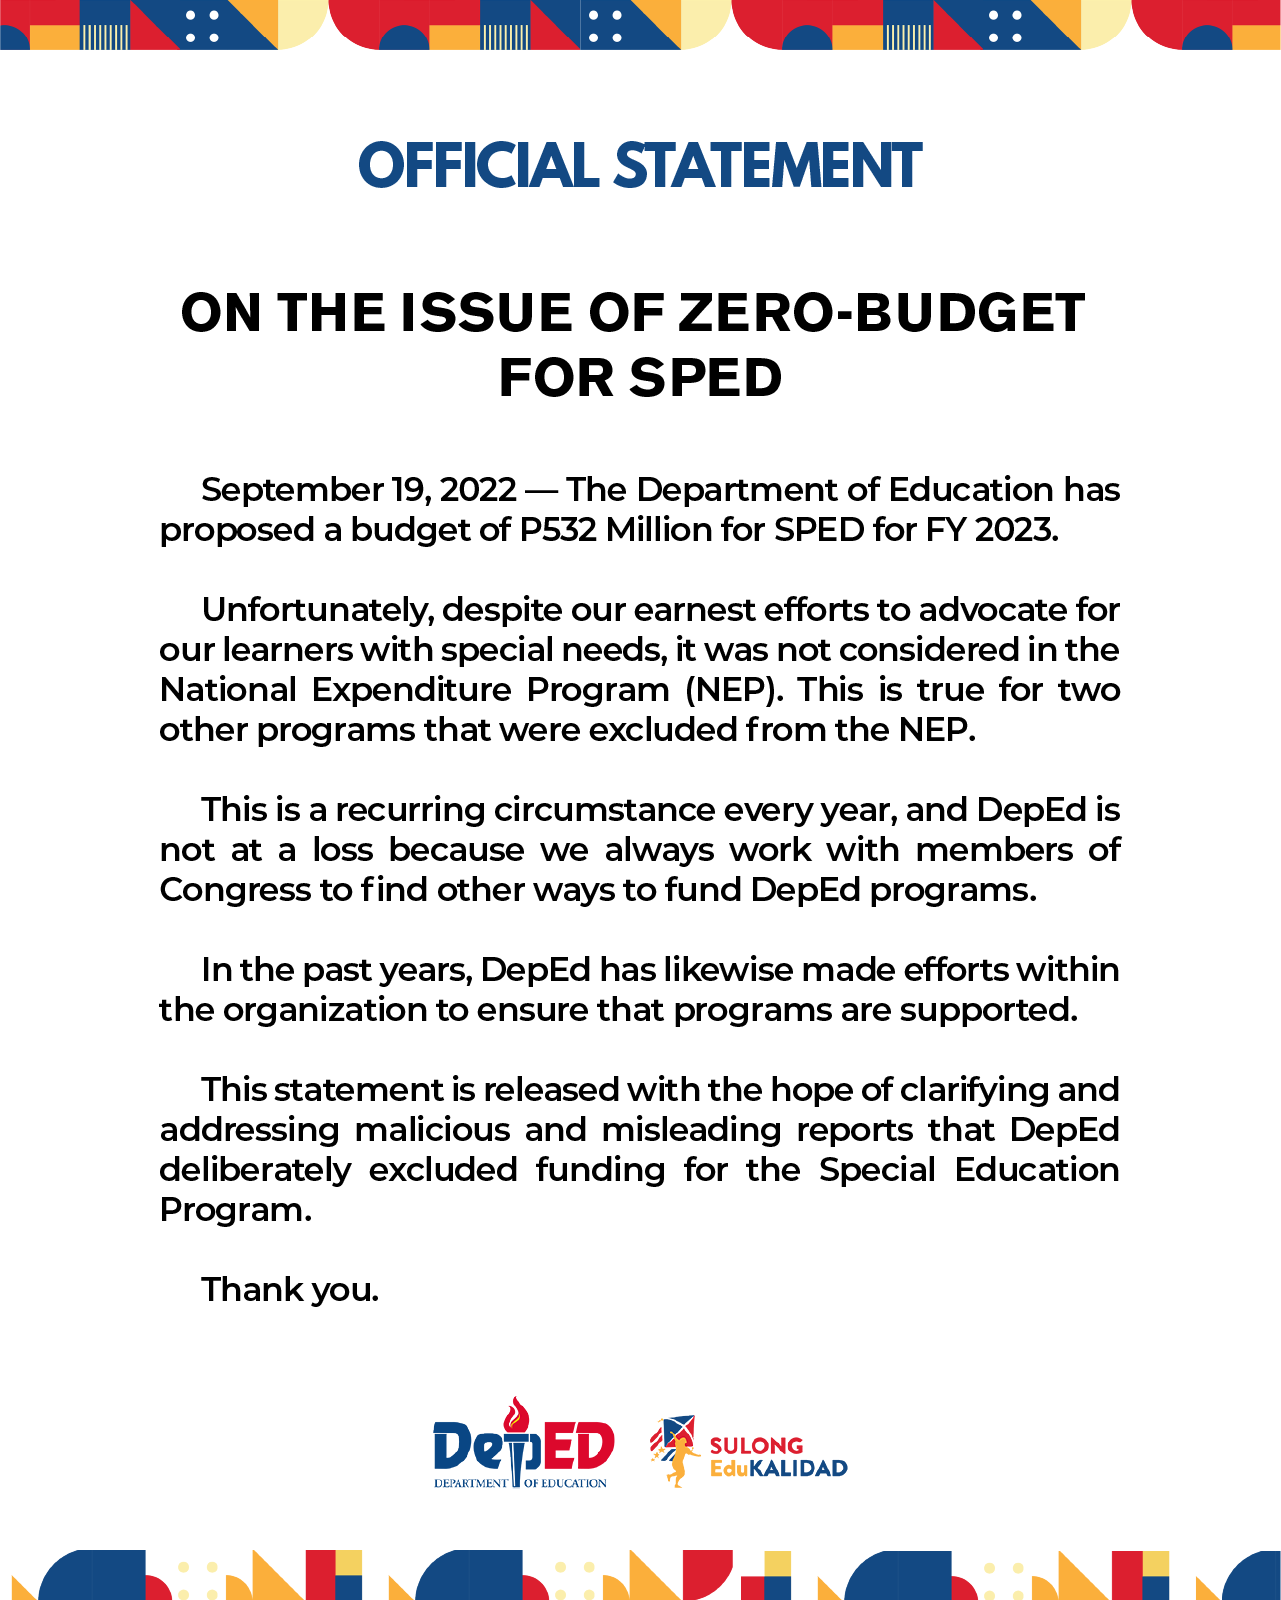 OFFICIAL STATEMENT
ON THE ISSUE OF ZERO-BUDGET
FOR SPED
September 19, 2022 — The Department of Education has
proposed a budget of P532 Million for SPED for FY 2023.
Unfortunately, despite our earnest efforts to advocate for
our learners with special needs, it was not considered in the
National Expenditure Program (NEP). This is true for two
other programs that were excluded from the NEP.
This is a recurring circumstance every year, and DepEd is
not at a loss because we always work with members of
Congress to find other ways to fund DepEd programs.
In the past years, DepEd has likewise made efforts within
the organization to ensure that programs are supported.
This statement is released with the hope of clarifying and
addressing malicious and misleading reports that DepEd
deliberately excluded funding for the Special Education
Program.
Thank you.
DepED
DEPARTMENT OF EDUCATION
SULONG
EduKALIDAD